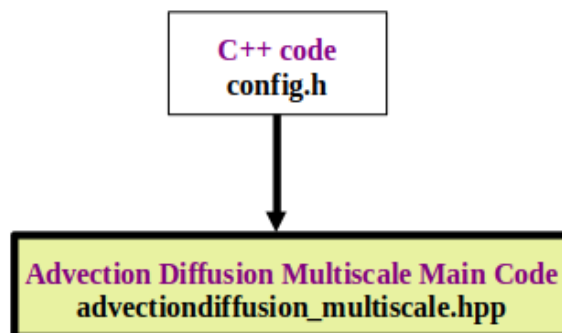 C++ code
config.h
Advection Diffusion Multiscale Main Code
advectiondiffusion_multiscale.hpp